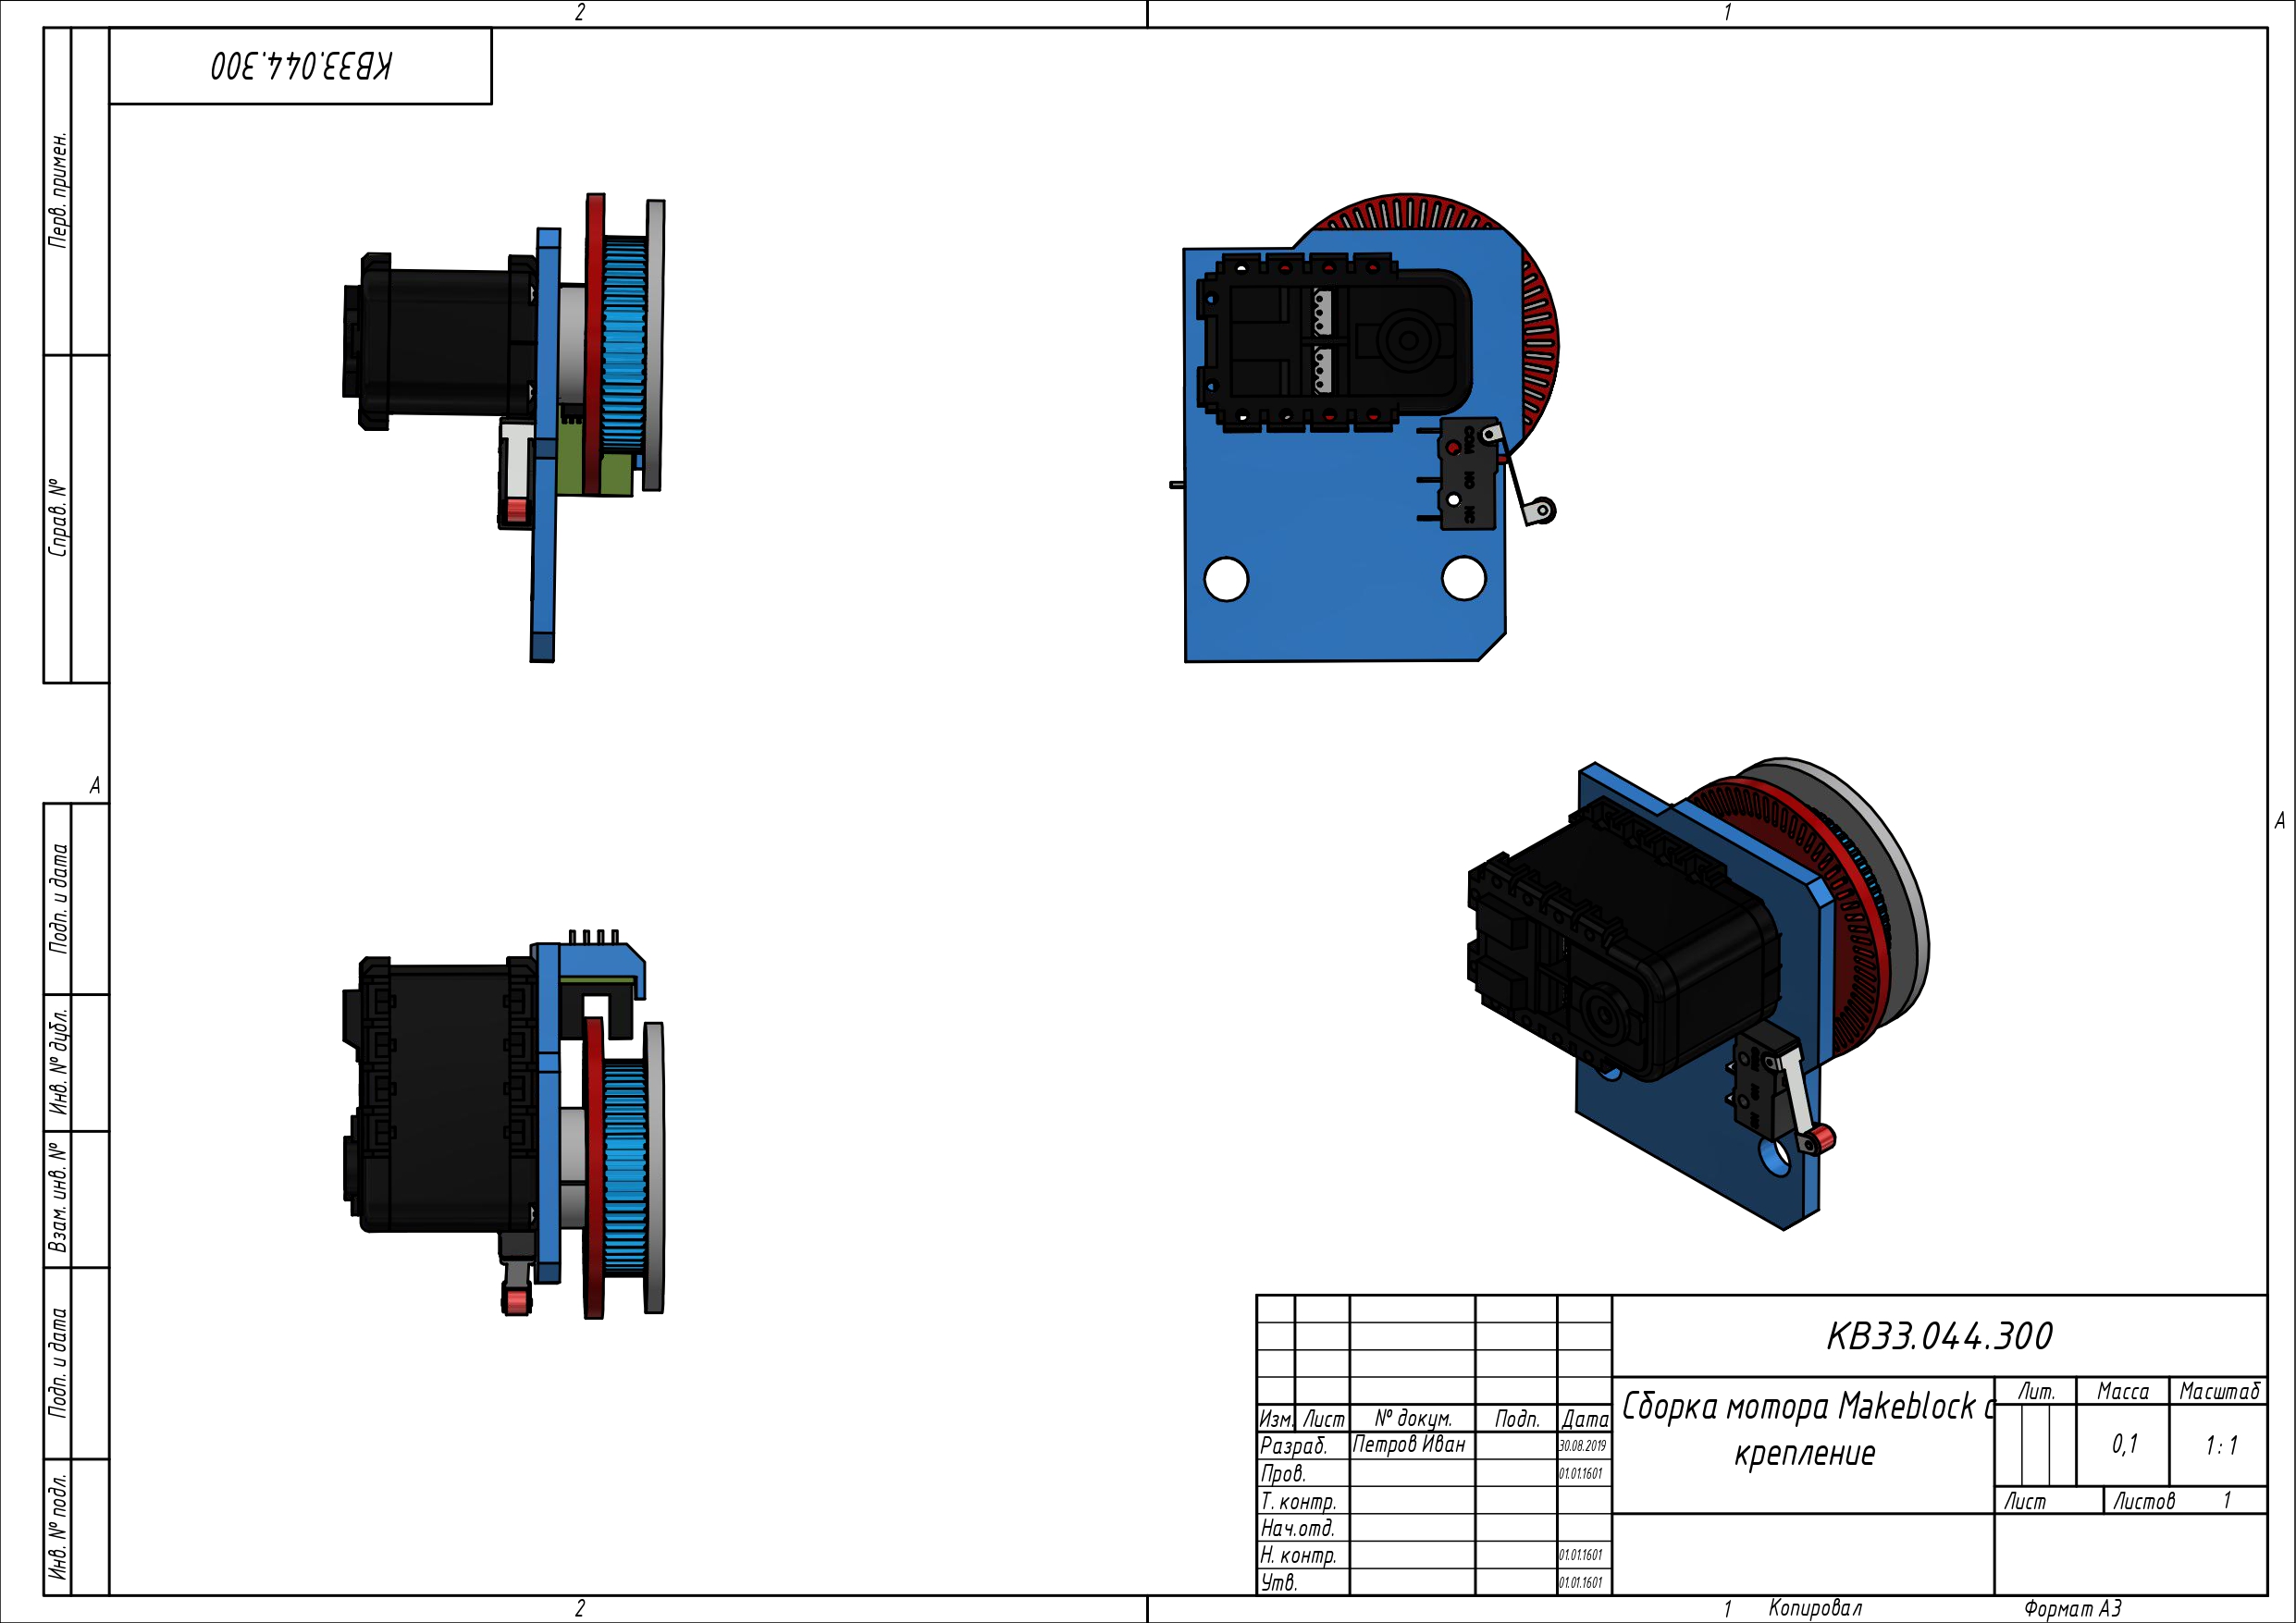 2
1
КВ33.044.300
Перв. примен.
Справ. №
А
А
Подп. и дата
Инв. № дубл.
Взам. инв. №
Подп. и дата
Инв. № подл.
COM
NO
NC
КВ33.044.300
Сборка мотора Makeblock с
крепление
Лит. Масса Масштаб
0,1 1:1
Лист Листов 1
Изм. Лист № докум. Подп. Дата
Разраб. Петров Иван 30.08.2019
Пров. 01.01.1601
Т. контр.
Нач.отд.
Н. контр. 01.01.1601
Утв. 01.01.1601
2
1 Копировал Формат А3